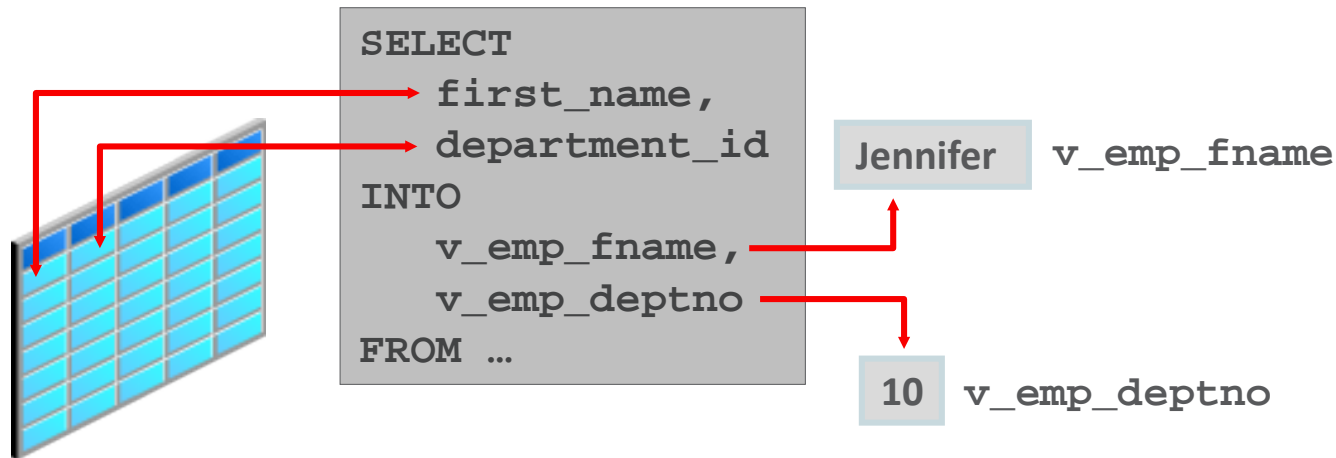 SELECT
first_name,
department_id
INTO
v_emp_fname,
v_emp_deptno
FROM …
Jennifer v_emp_fname
10 v_emp_deptno